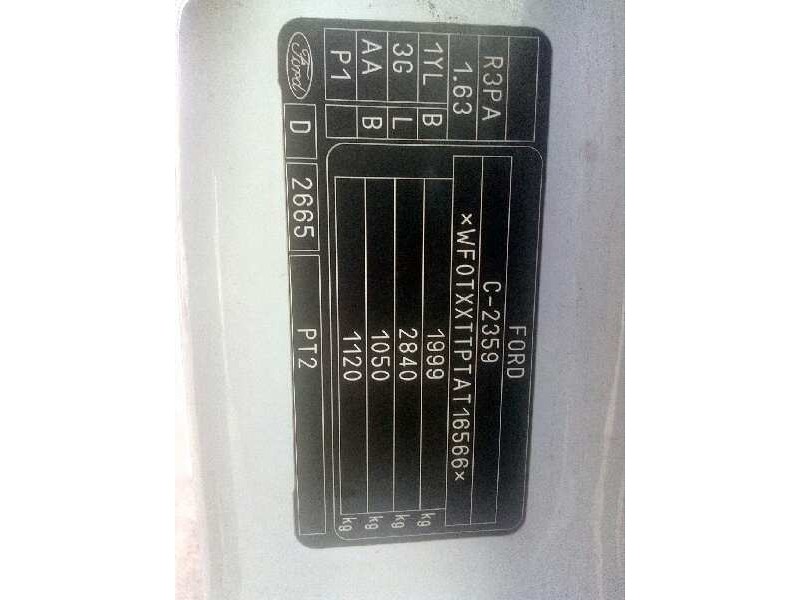 FORD
C-2359
×WF0TXXTTPTAT16566×
1999 kg
2840 kg
1050 kg
1120 kg
R3PA
1.63
1YL B
3G L
AA B
P1
Ford D 2665 PT2